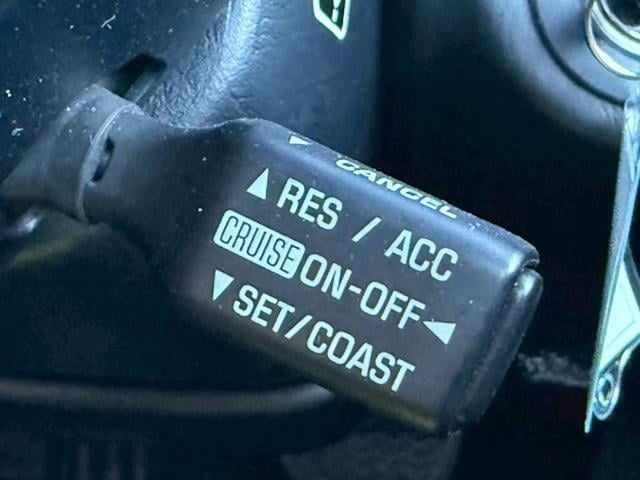 CANCEL
RES / ACC
CRUISE ON-OFF
SET/COAST